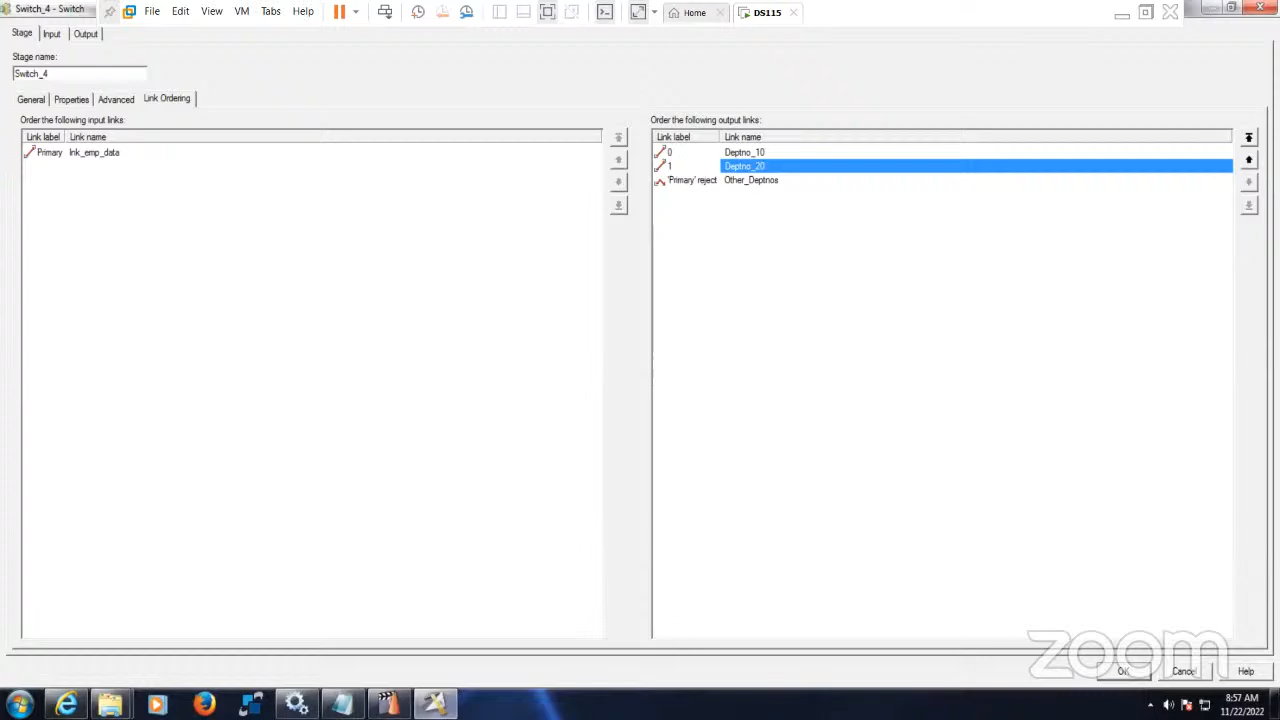 Switch_4 - Switch
File Edit View VM Tabs Help
Home
DS115
Stage Input Output
Stage name:
Switch_4
General Properties Advanced Link Ordering
Order the following input links:
Link label Link name
Primary lnk_emp_data
Order the following output links:
Link label Link name
0 Deptno_10
1 Deptno_20
'Primary' reject Other_Deptnos
zoom
OK Cancel Help
8:57 AM
11/22/2022